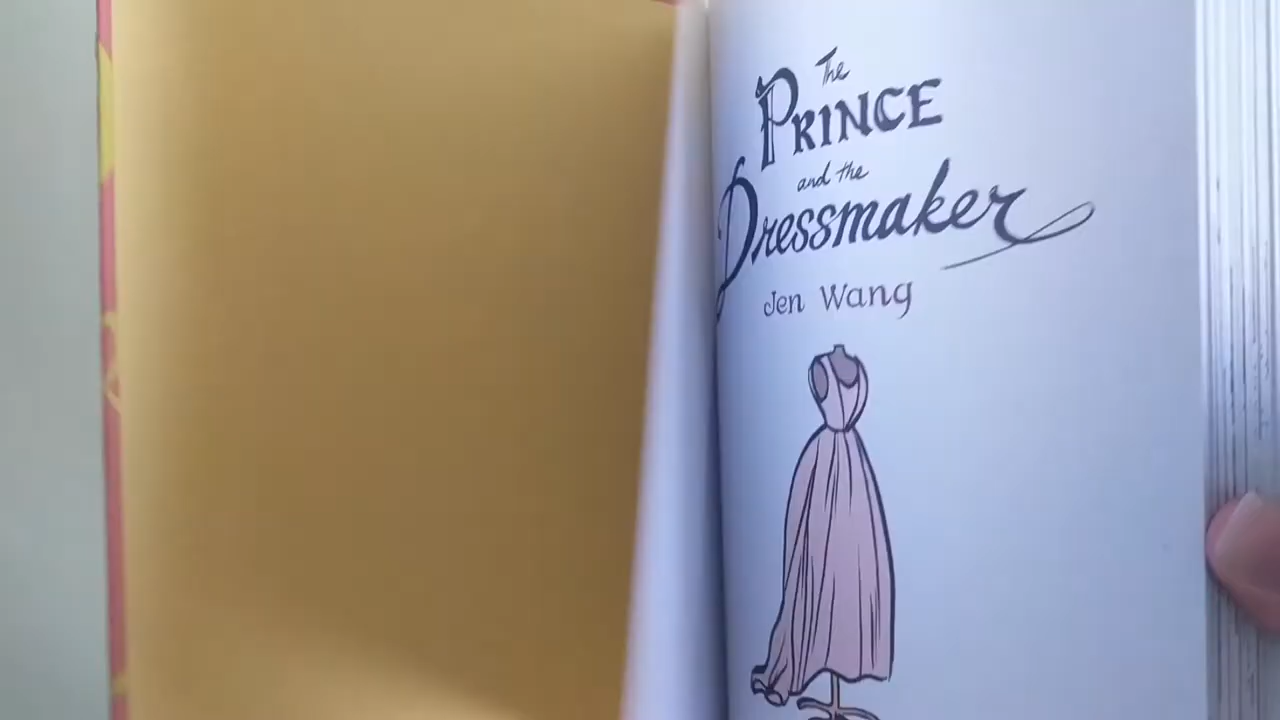 The
PRINCE
and the
Dressmaker
Jen Wang